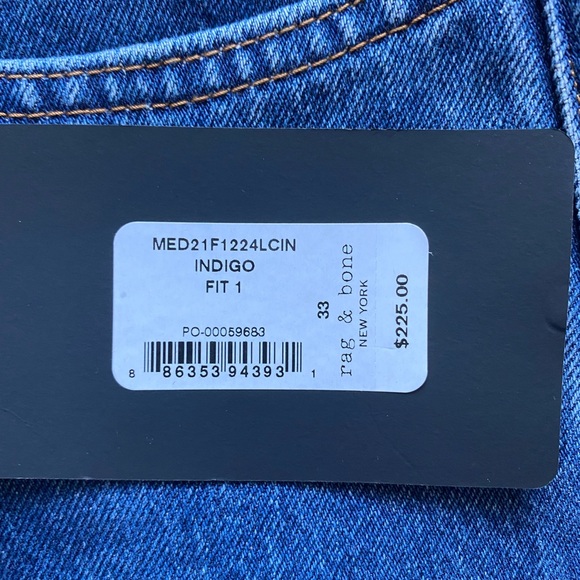 MED21F1224LCIN
INDIGO
FIT 1
PO-00059683
8 86353 94393 1
33
rag & bone
NEW YORK
$225.00